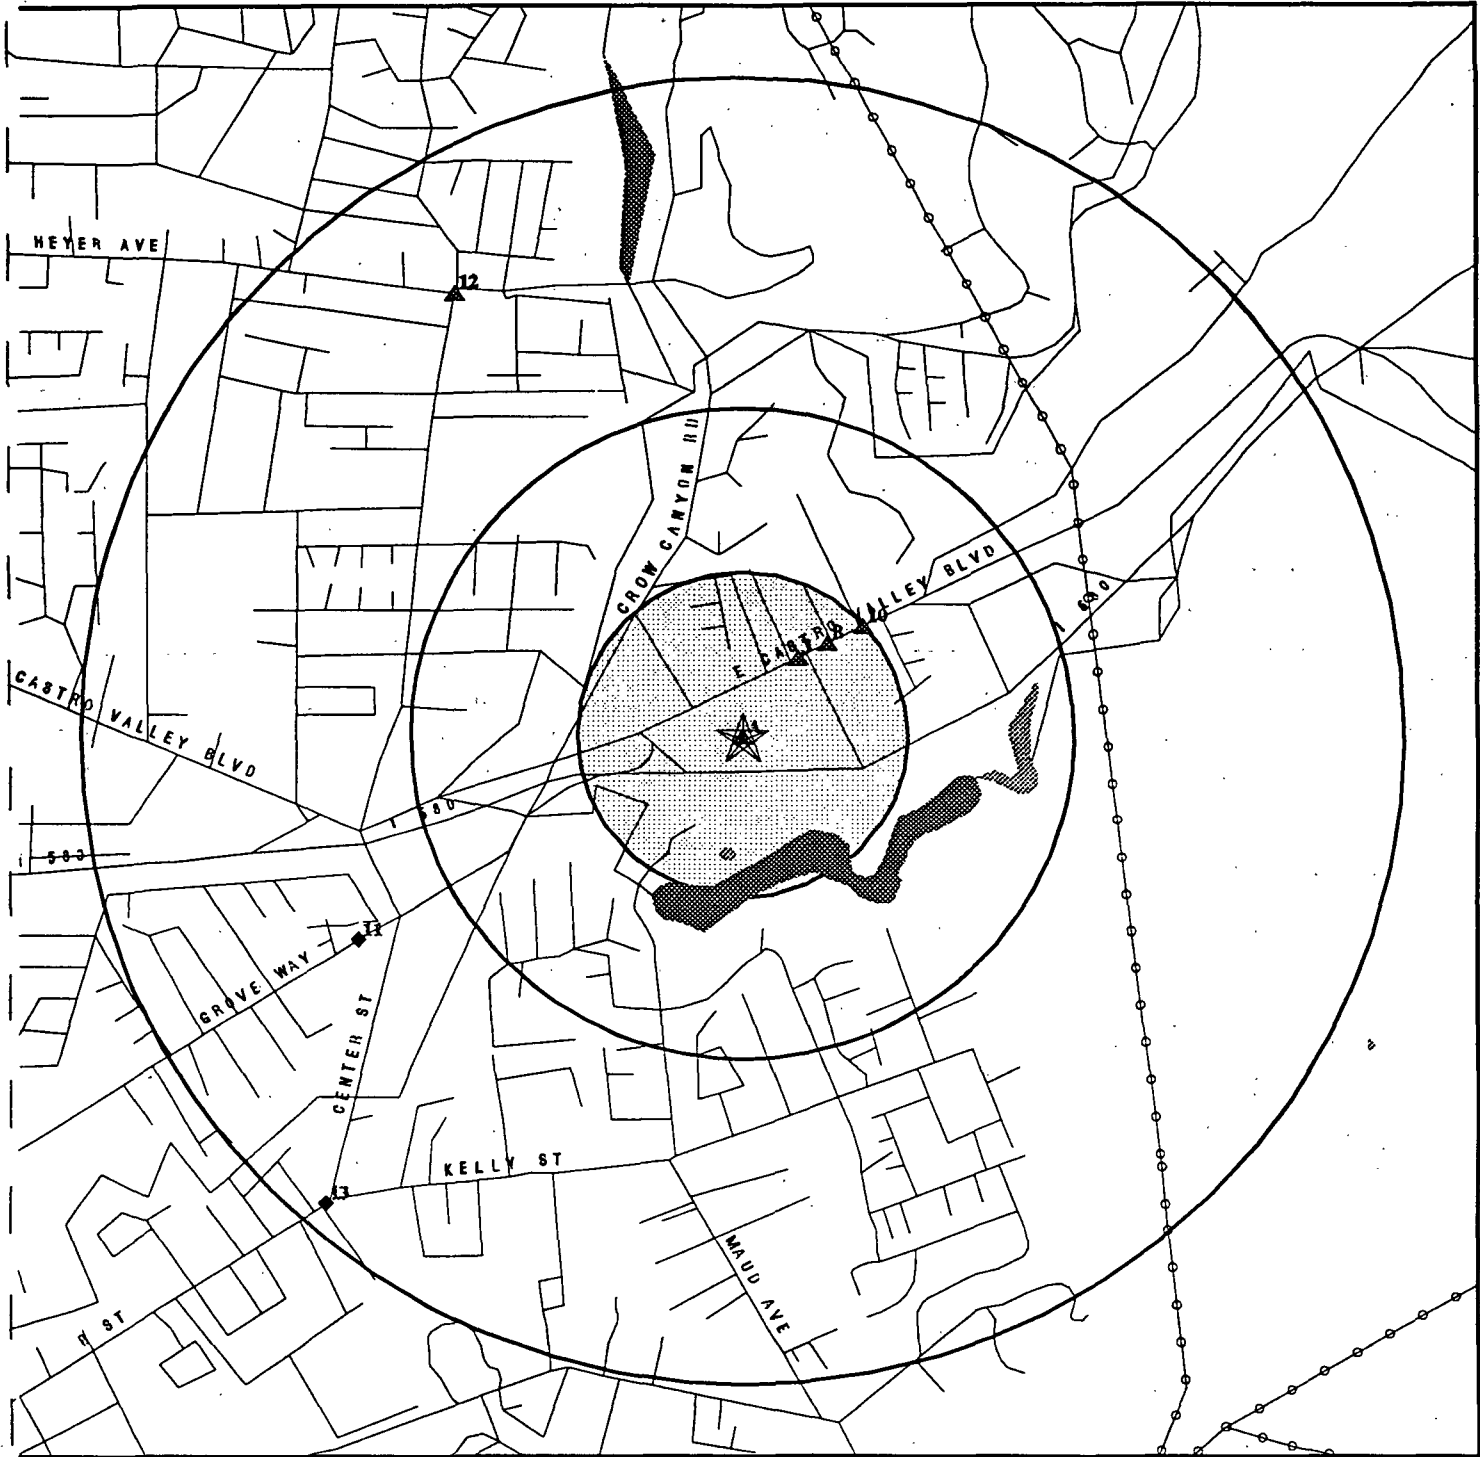 HEYER AVE
12
CROW CANYON RD
E CASTRO VALLEY BLVD
10
I 680
CASTRO VALLEY BLVD
I 580
I 580
11
GROVE WAY
CENTER ST
KELLY ST
13
MAUD AVE
ST